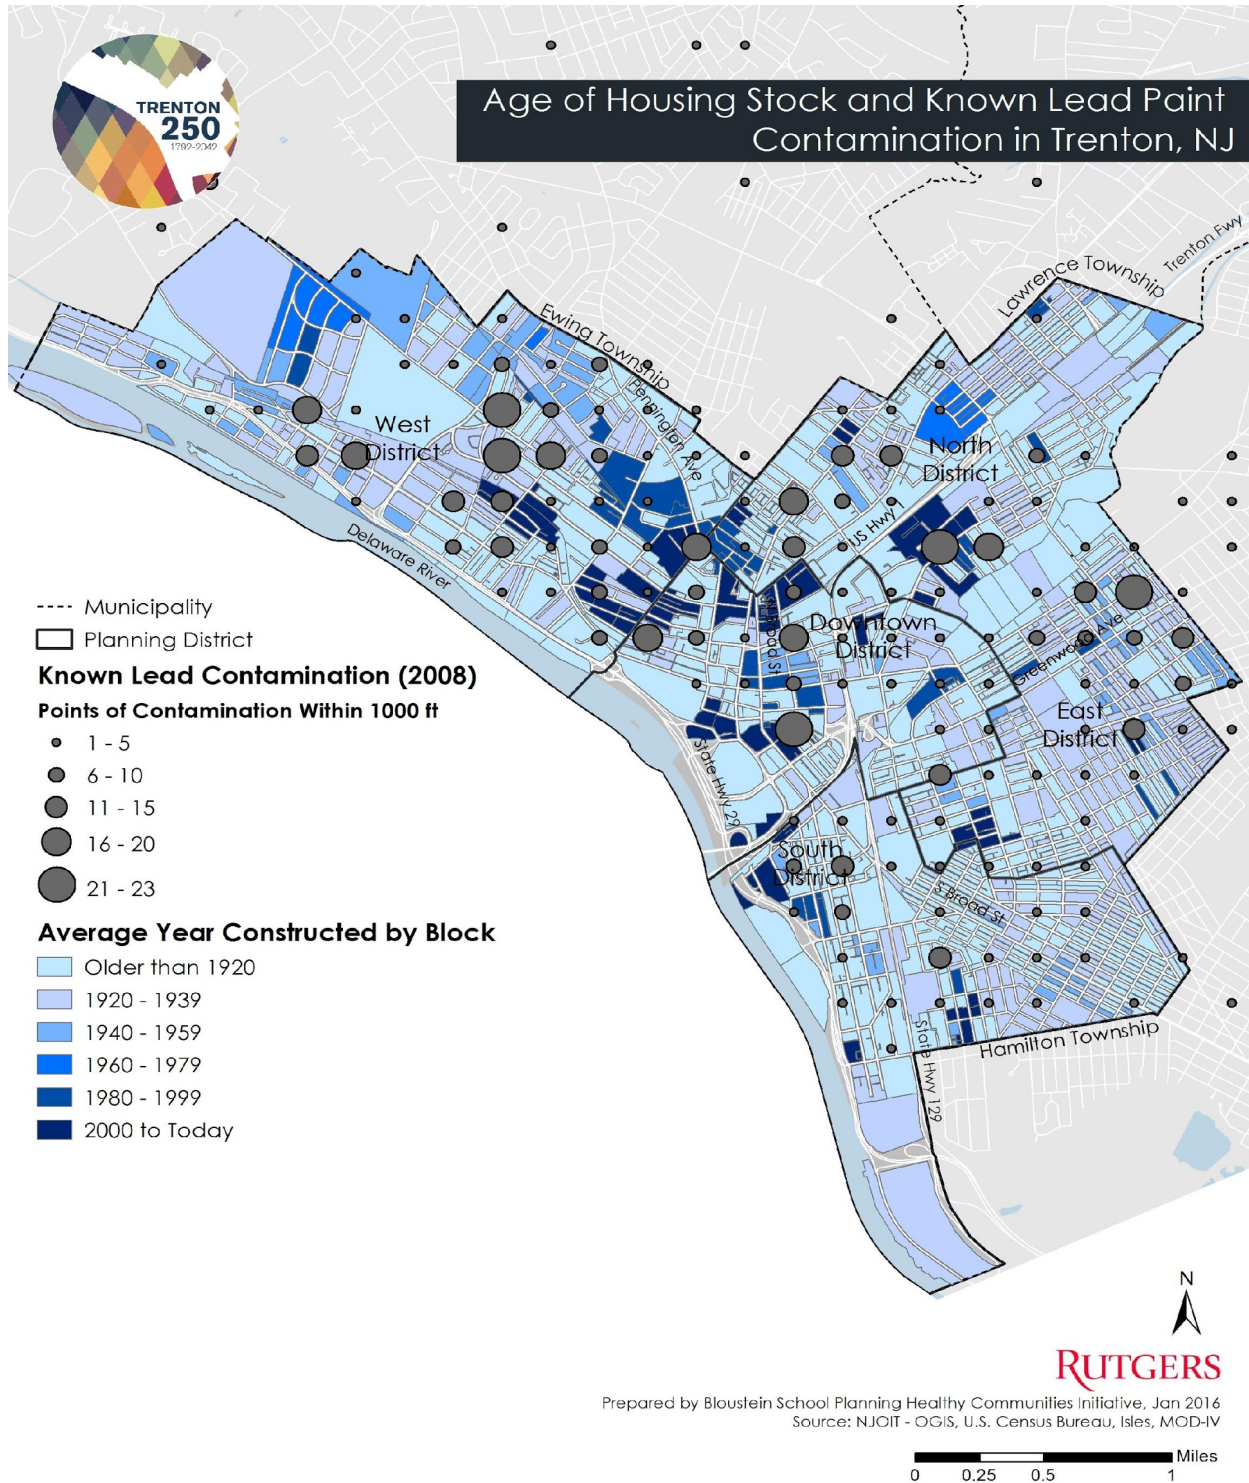 TRENTON
250
1792-2042
Age of Housing Stock and Known Lead Paint
Contamination in Trenton, NJ
Trenton Fwy
Lawrence Township
Ewing Township
Pennington Ave
West
District
North
District
US Hwy 1
Delaware River
N Broad St
Downtown
District
Greenwood Ave
East
District
State Hwy 29
South
District
S Broad St
State Hwy 129
Hamilton Township
Municipality
Planning District
Known Lead Contamination (2008)
Points of Contamination Within 1000 ft
1 - 5
6 - 10
11 - 15
16 - 20
21 - 23
Average Year Constructed by Block
Older than 1920
1920 - 1939
1940 - 1959
1960 - 1979
1980 - 1999
2000 to Today
N
RUTGERS
Prepared by Bloustein School Planning Healthy Communities Initiative, Jan 2016
Source: NJOIT - OGIS, U.S. Census Bureau, Isles, MOD-IV
Miles
0 0.25 0.5 1